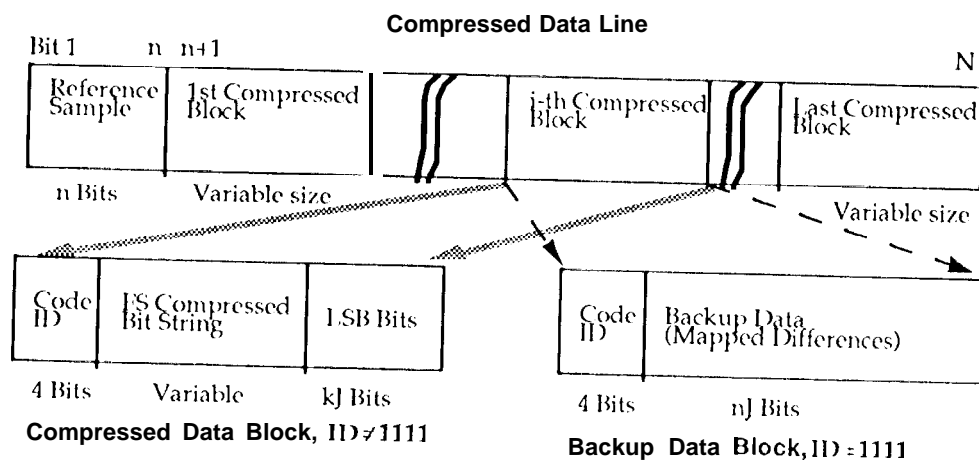 Compressed Data Line
Bit 1 n n+1 N
Reference Sample
1st Compressed Block
i-th Compressed Block
Last Compressed Block
n Bits Variable size Variable size
Code ID
FS Compressed Bit String
LSB Bits
Code ID
Backup Data (Mapped Differences)
4 Bits Variable kJ Bits 4 Bits nJ Bits
Compressed Data Block, ID≠1111
Backup Data Block, ID=1111